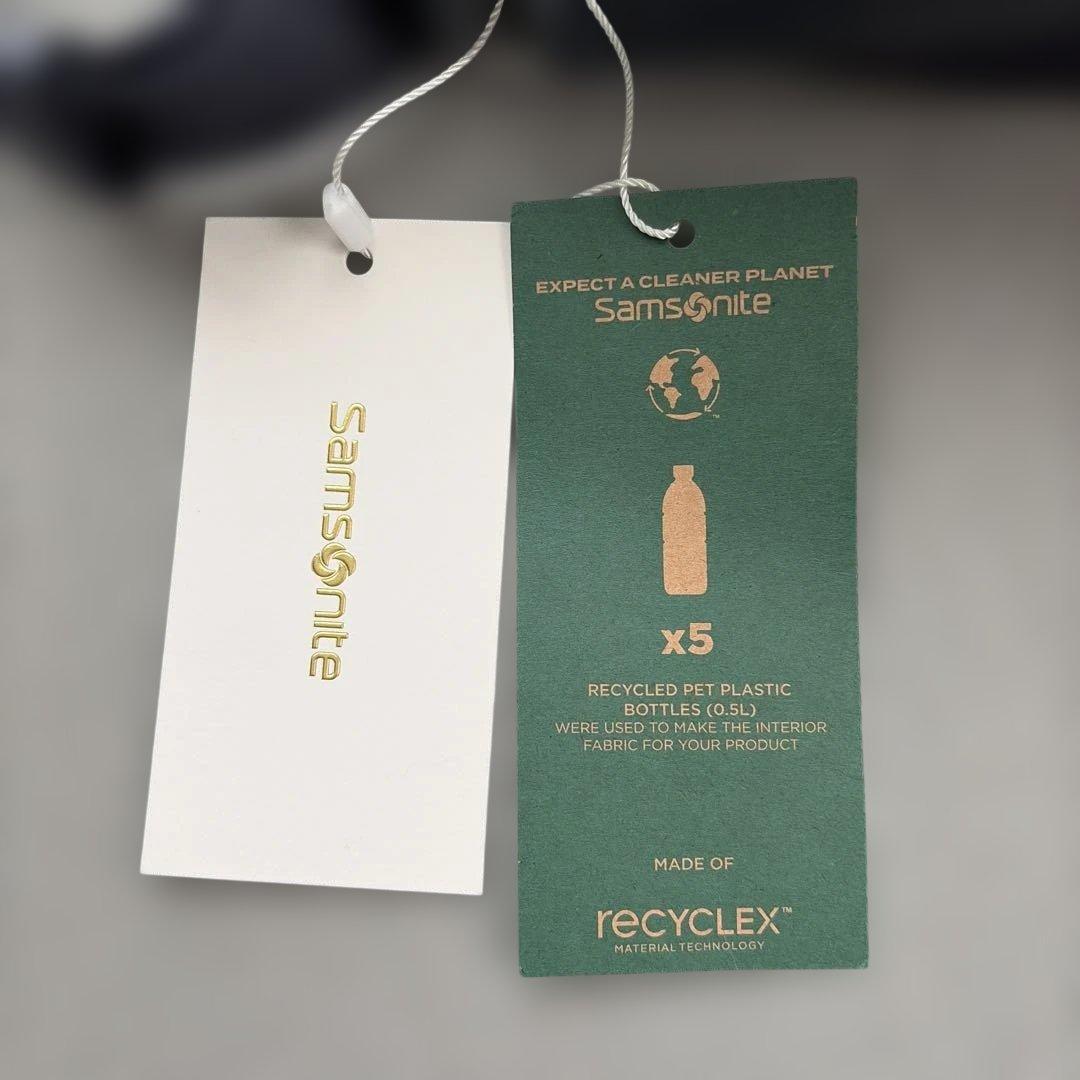 Samsonite
EXPECT A CLEANER PLANET
Samsonite
TM
x5
RECYCLED PET PLASTIC
BOTTLES (0.5L)
WERE USED TO MAKE THE INTERIOR
FABRIC FOR YOUR PRODUCT
MADE OF
reCYCLEX™
MATERIAL TECHNOLOGY